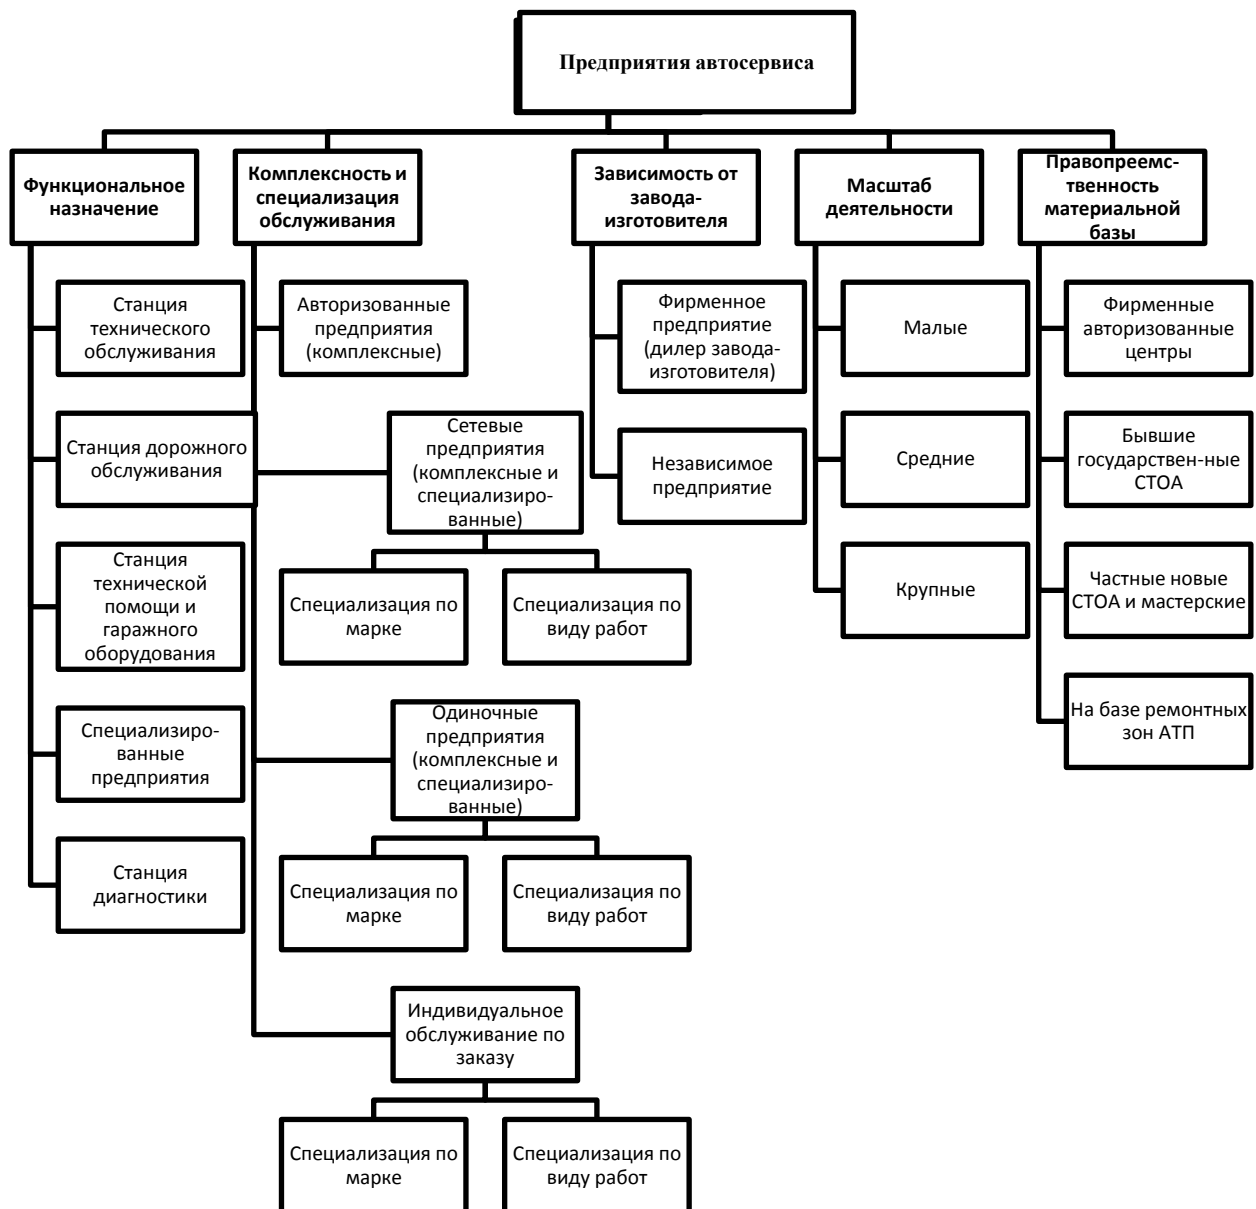 Предприятия автосервиса
Функциональное
назначение
Комплексность и
специализация
обслуживания
Зависимость от
завода-
изготовителя
Масштаб
деятельности
Правопреемс-
твенность
материальной
базы
Станция
технического
обслуживания
Станция дорожного
обслуживания
Станция
технической
помощи и
гаражного
оборудования
Специализиро-
ванные
предприятия
Станция
диагностики
Авторизованные
предприятия
(комплексные)
Сетевые
предприятия
(комплексные и
специализиро-
ванные)
Специализация по
марке
Специализация по
виду работ
Одиночные
предприятия
(комплексные и
специализиро-
ванные)
Специализация по
марке
Специализация по
виду работ
Индивидуальное
обслуживание по
заказу
Специализация по
марке
Специализация по
виду работ
Фирменное
предприятие
(дилер завода-
изготовителя)
Независимое
предприятие
Малые
Средние
Крупные
Фирменные
авторизованные
центры
Бывшие
государствен-ные
СТОА
Частные новые
СТОА и мастерские
На базе ремонтных
зон АТП